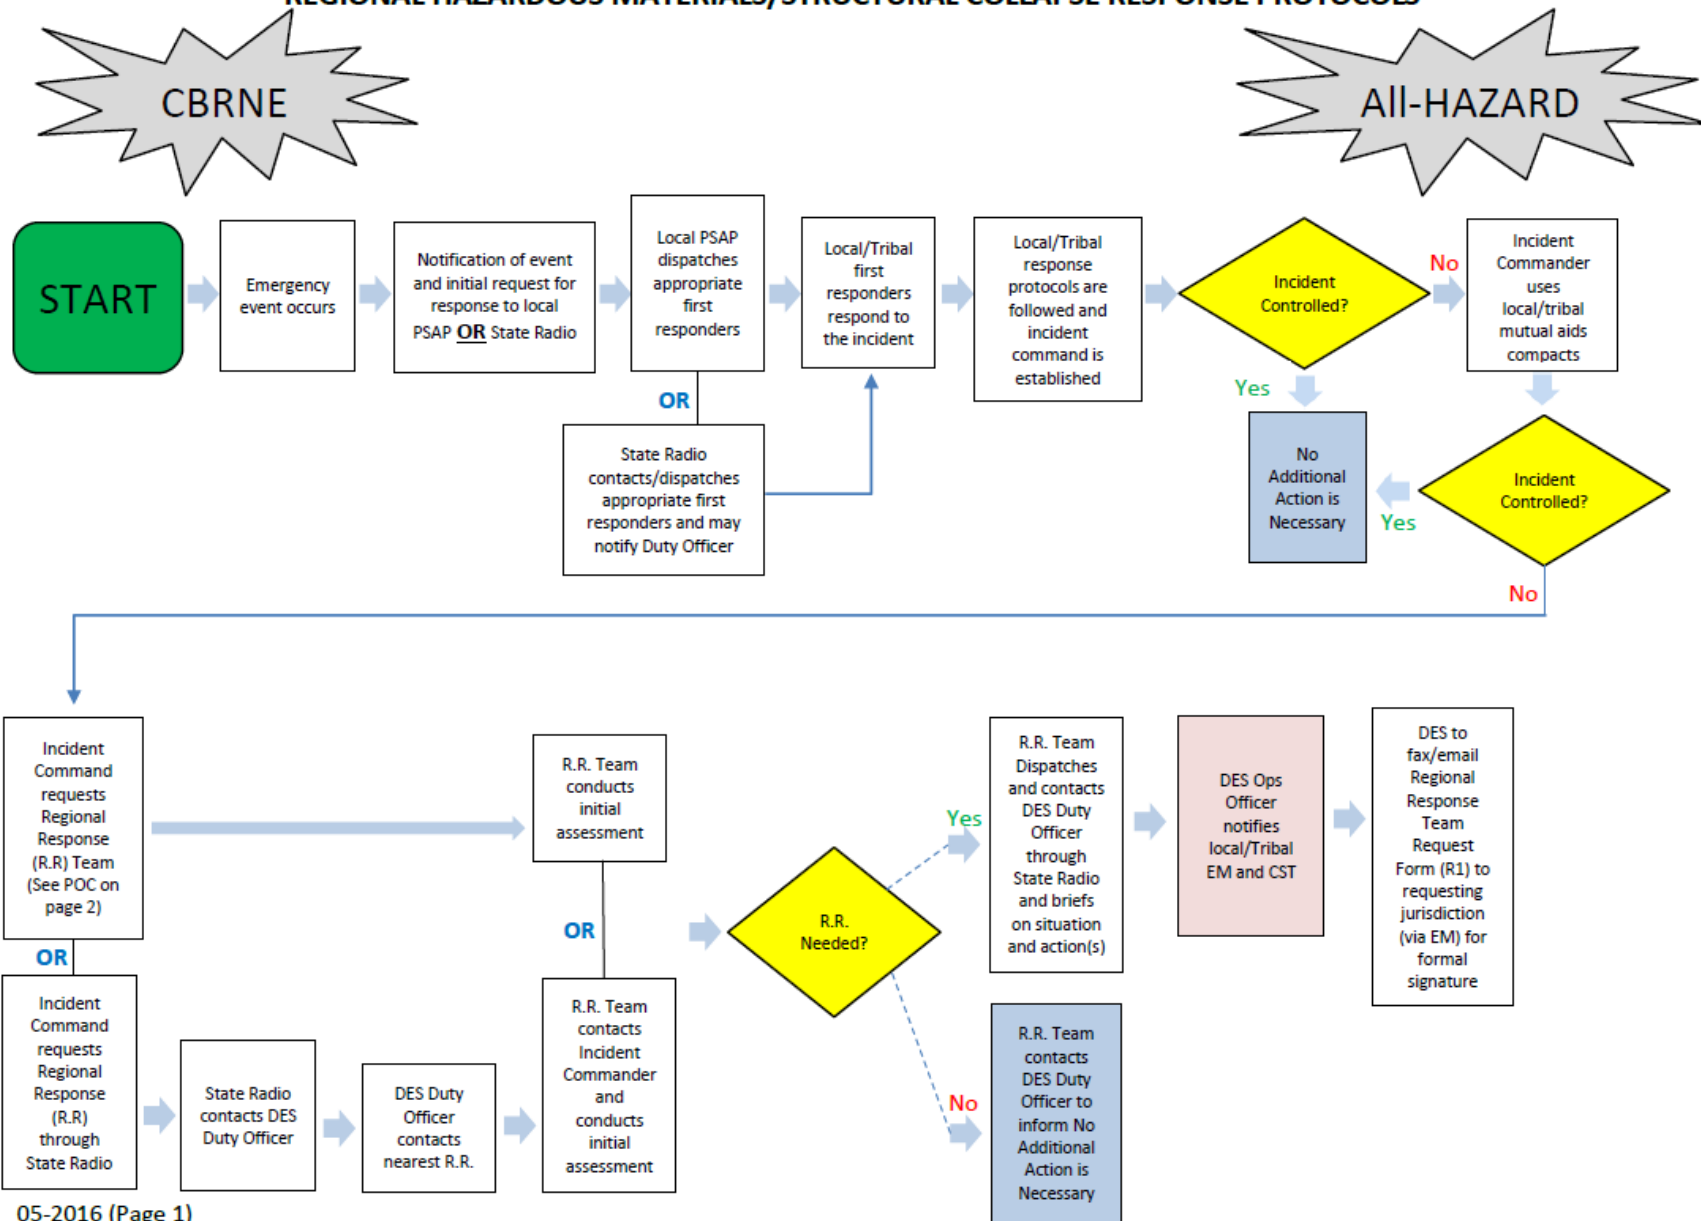 REGIONAL HAZARDOUS MATERIALS/STRUCTURAL COLLAPSE RESPONSE PROTOCOLS
CBRNE
All-HAZARD
START
Emergency
event occurs
Notification of event
and initial request for
response to local
PSAP OR State Radio
Local PSAP
dispatches
appropriate
first
responders
OR
State Radio
contacts/dispatches
appropriate first
responders and may
notify Duty Officer
Local/Tribal
first
responders
respond to
the incident
Local/Tribal
response
protocols are
followed and
incident
command is
established
Incident
Controlled?
No
Yes
Incident
Commander
uses
local/tribal
mutual aids
compacts
No
Additional
Action is
Necessary
Yes
Incident
Controlled?
No
Incident
Command
requests
Regional
Response
(R.R) Team
(See POC on
page 2)
OR
Incident
Command
requests
Regional
Response
(R.R)
through
State Radio
State Radio
contacts DES
Duty Officer
DES Duty
Officer
contacts
nearest R.R.
R.R. Team
conducts
initial
assessment
OR
R.R. Team
contacts
Incident
Commander
and
conducts
initial
assessment
R.R.
Needed?
Yes
R.R. Team
Dispatches
and contacts
DES Duty
Officer
through
State Radio
and briefs
on situation
and action(s)
DES Ops
Officer
notifies
local/Tribal
EM and CST
DES to
fax/email
Regional
Response
Team
Request
Form (R1) to
requesting
jurisdiction
(via EM) for
formal
signature
No
R.R. Team
contacts
DES Duty
Officer to
inform No
Additional
Action is
Necessary
05-2016 (Page 1)